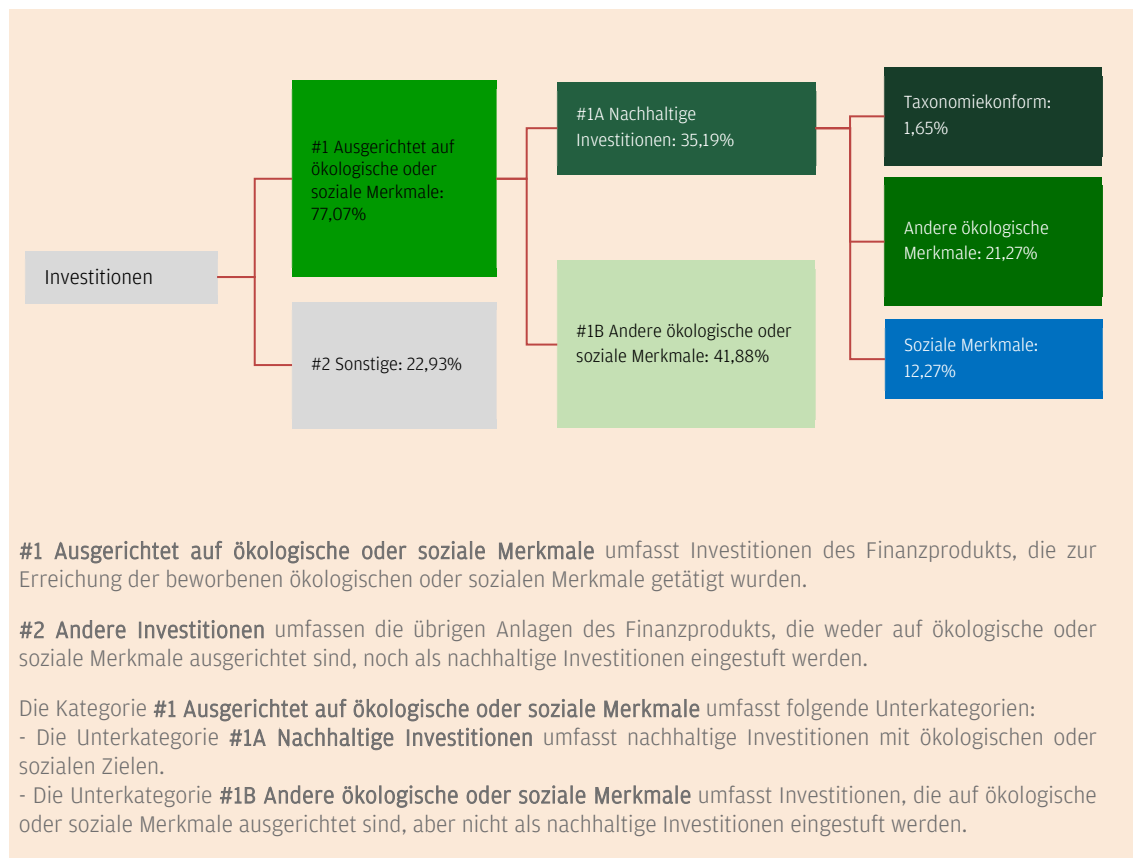 Investitionen
#1 Ausgerichtet auf
ökologische oder
soziale Merkmale:
77,07%
#2 Sonstige: 22,93%
#1A Nachhaltige
Investitionen: 35,19%
#1B Andere ökologische oder
soziale Merkmale: 41,88%
Taxonomiekonform:
1,65%
Andere ökologische
Merkmale: 21,27%
Soziale Merkmale:
12,27%
#1 Ausgerichtet auf ökologische oder soziale Merkmale umfasst Investitionen des Finanzprodukts, die zur
Erreichung der beworbenen ökologischen oder sozialen Merkmale getätigt wurden.
#2 Andere Investitionen umfassen die übrigen Anlagen des Finanzprodukts, die weder auf ökologische oder
soziale Merkmale ausgerichtet sind, noch als nachhaltige Investitionen eingestuft werden.
Die Kategorie #1 Ausgerichtet auf ökologische oder soziale Merkmale umfasst folgende Unterkategorien:
- Die Unterkategorie #1A Nachhaltige Investitionen umfasst nachhaltige Investitionen mit ökologischen oder
sozialen Zielen.
- Die Unterkategorie #1B Andere ökologische oder soziale Merkmale umfasst Investitionen, die auf ökologische
oder soziale Merkmale ausgerichtet sind, aber nicht als nachhaltige Investitionen eingestuft werden.